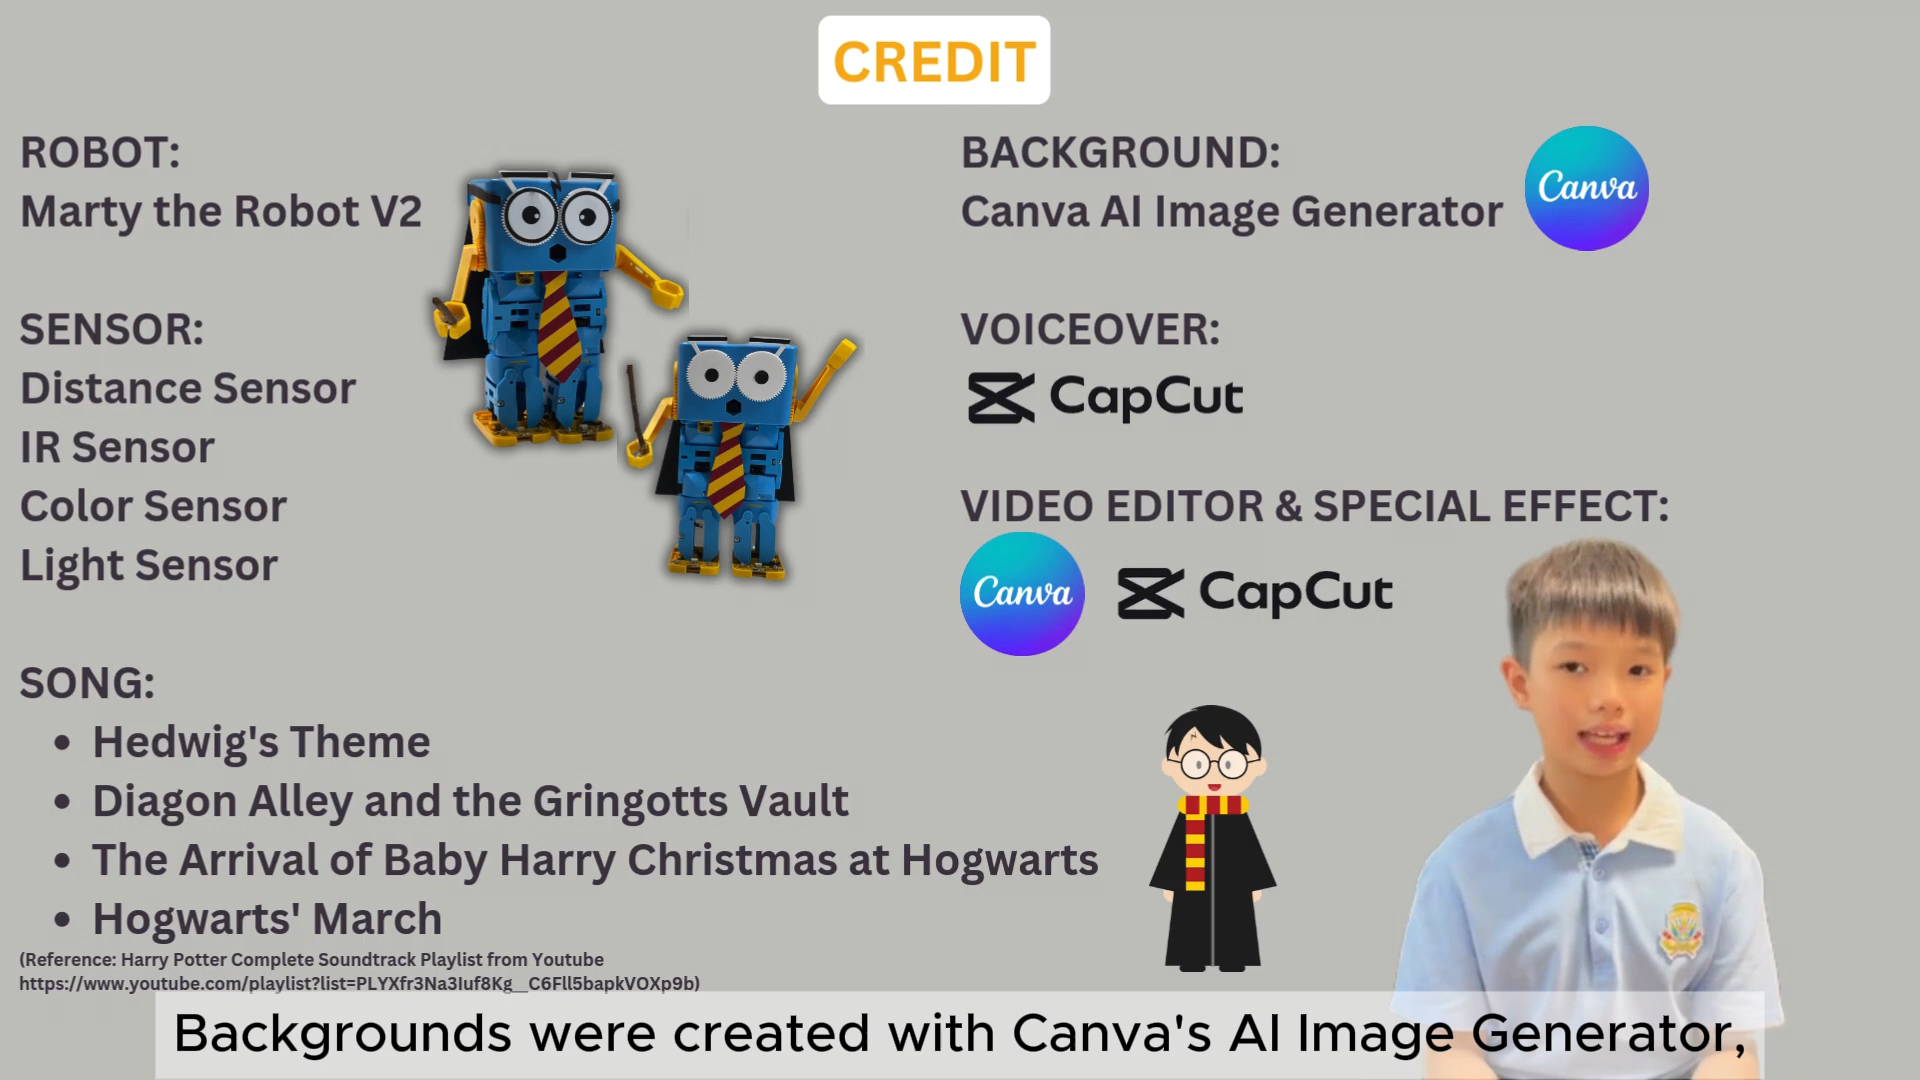 CREDIT
ROBOT:
Marty the Robot V2
SENSOR:
Distance Sensor
IR Sensor
Color Sensor
Light Sensor
SONG:
Hedwig's Theme
Diagon Alley and the Gringotts Vault
The Arrival of Baby Harry Christmas at Hogwarts
Hogwarts' March
(Reference: Harry Potter Complete Soundtrack Playlist from Youtube
https://www.youtube.com/playlist?list=PLYXfr3Na3Iuf8Kg__C6Fll5bapkVOXp9b)
BACKGROUND:
Canva AI Image Generator
Canva
VOICEOVER:
CapCut
VIDEO EDITOR & SPECIAL EFFECT:
Canva
CapCut
Backgrounds were created with Canva's AI Image Generator,